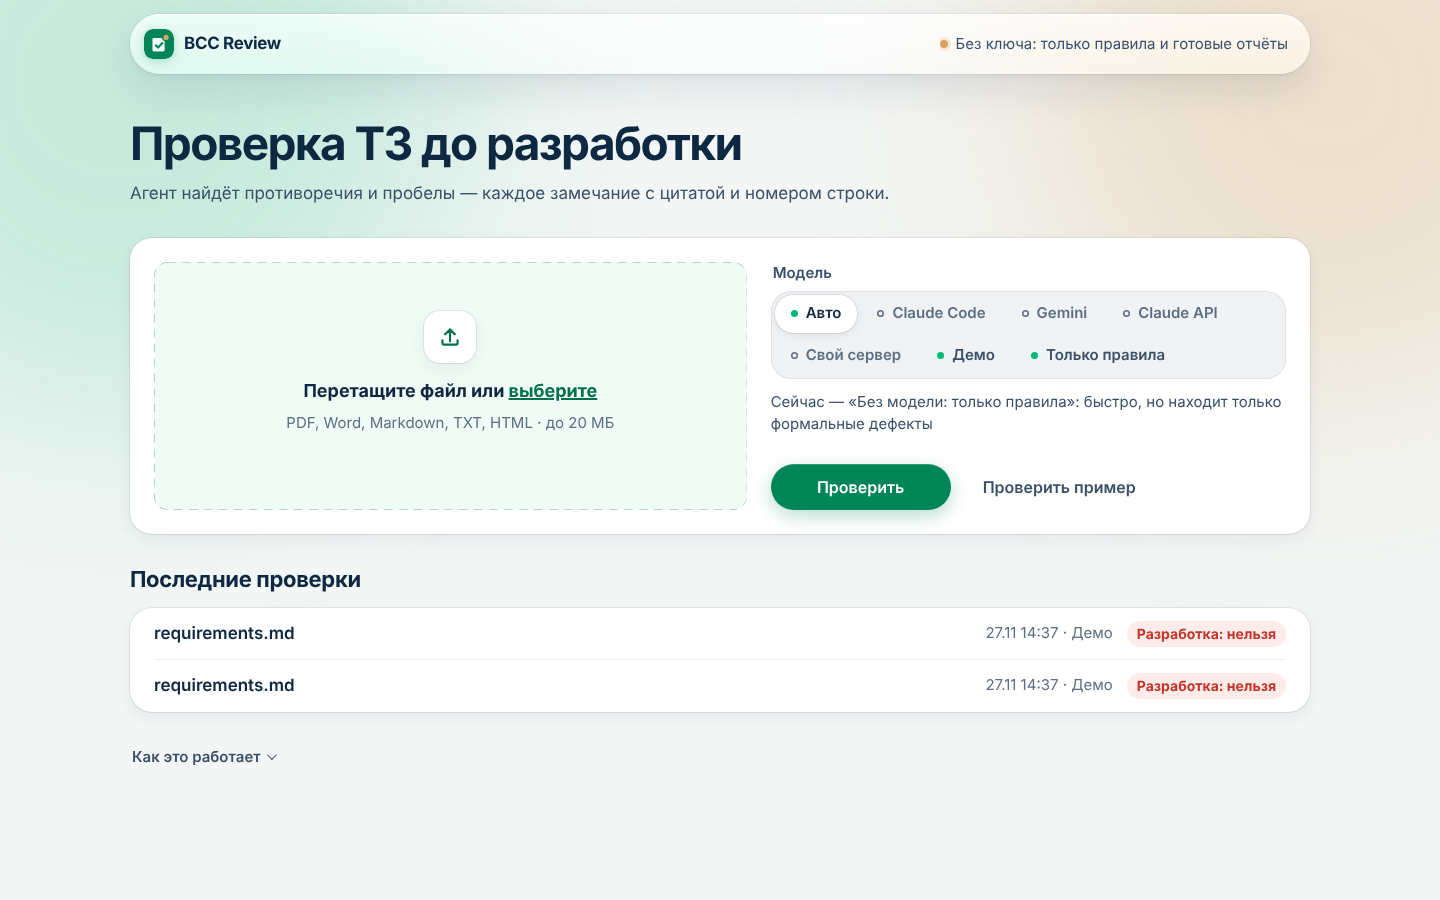 BCC Review
Без ключа: только правила и готовые отчёты
Проверка ТЗ до разработки
Агент найдёт противоречия и пробелы — каждое замечание с цитатой и номером строки.
Перетащите файл или выберите
PDF, Word, Markdown, TXT, HTML · до 20 МБ
Модель
Авто
Claude Code
Gemini
Claude API
Свой сервер
Демо
Только правила
Сейчас — «Без модели: только правила»: быстро, но находит только
формальные дефекты
Проверить
Проверить пример
Последние проверки
requirements.md
27.11 14:37 · Демо
Разработка: нельзя
requirements.md
27.11 14:37 · Демо
Разработка: нельзя
Как это работает